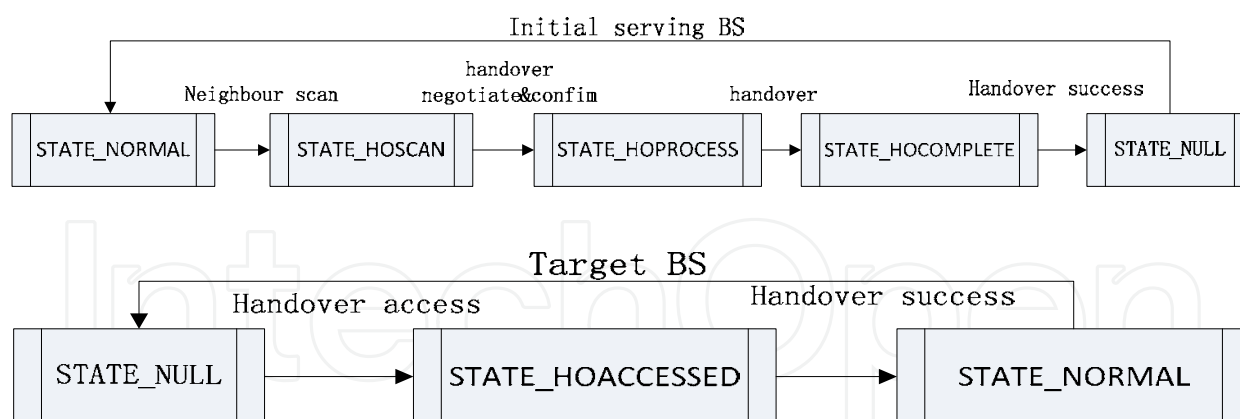 Initial serving BS
handover
Neighbour scan
negotiate&confim
handover
Handover success
STATE_NORMAL
STATE_HOSCAN
STATE_HOPROCESS
STATE_HOCOMPLETE
STATE_NULL
Target BS
Handover access
Handover success
STATE_NULL
STATE_HOACCESSED
STATE_NORMAL
IntechOpen